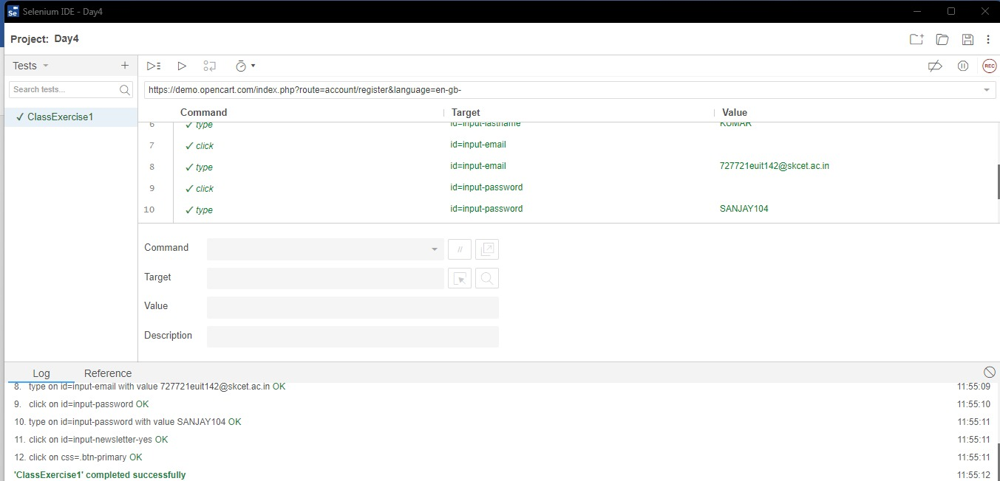 Selenium IDE - Day4
Project: Day4
Tests
Search tests...
✓ ClassExercise1
REC
https://demo.opencart.com/index.php?route=account/register&language=en-gb-
Command Target Value
6 ✓ type id=input-lastname KUMAR
7 ✓ click id=input-email
8 ✓ type id=input-email 727721euit142@skcet.ac.in
9 ✓ click id=input-password
10 ✓ type id=input-password SANJAY104
Command //
Target
Value
Description
Log Reference
8. type on id=input-email with value 727721euit142@skcet.ac.in OK 11:55:09
9. click on id=input-password OK 11:55:10
10. type on id=input-password with value SANJAY104 OK 11:55:11
11. click on id=input-newsletter-yes OK 11:55:11
12. click on css=.btn-primary OK 11:55:11
'ClassExercise1' completed successfully 11:55:12